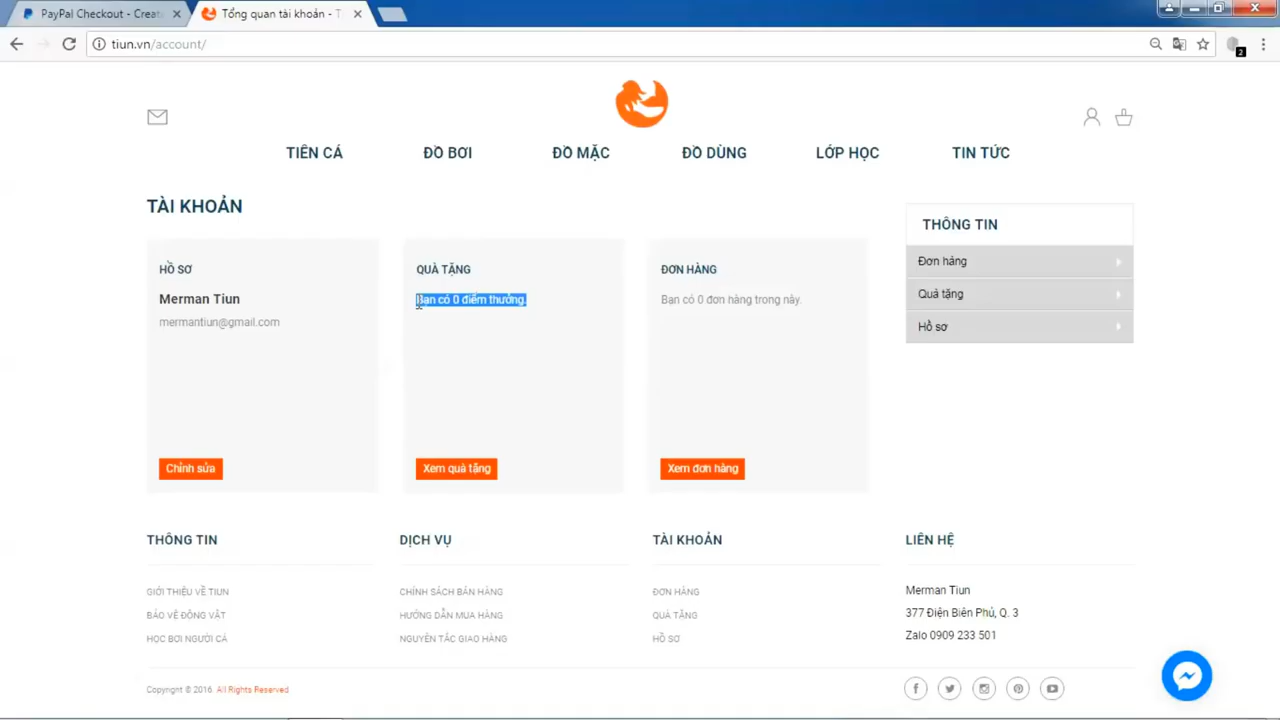 PayPal Checkout - Create
Tổng quan tài khoản - T
tiun.vn/account/
2
TIÊN CÁ
ĐỒ BƠI
ĐỒ MẶC
ĐỒ DÙNG
LỚP HỌC
TIN TỨC
TÀI KHOẢN
HỒ SƠ
Merman Tiun
mermantiun@gmail.com
Chỉnh sửa
QUÀ TẶNG
Bạn có 0 điểm thưởng.
Xem quà tặng
ĐƠN HÀNG
Bạn có 0 đơn hàng trong này.
Xem đơn hàng
THÔNG TIN
Đơn hàng
Quà tặng
Hồ sơ
THÔNG TIN
GIỚI THIỆU VỀ TIUN
BẢO VỆ ĐỘNG VẬT
HỌC BƠI NGƯỜI CÁ
DỊCH VỤ
CHÍNH SÁCH BÁN HÀNG
HƯỚNG DẪN MUA HÀNG
NGUYÊN TẮC GIAO HÀNG
TÀI KHOẢN
ĐƠN HÀNG
QUÀ TẶNG
HỒ SƠ
LIÊN HỆ
Merman Tiun
377 Điện Biên Phủ, Q. 3
Zalo 0909 233 501
Copyright © 2016 All Rights Reserved